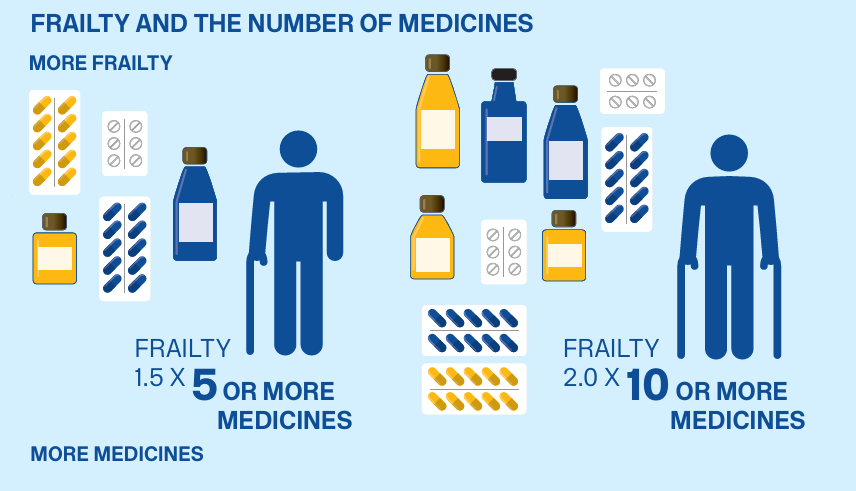 FRAILTY AND THE NUMBER OF MEDICINES
MORE FRAILTY
FRAILTY
1.5 X 5 OR MORE
MEDICINES
FRAILTY
2.0 X 10 OR MORE
MEDICINES
MORE MEDICINES